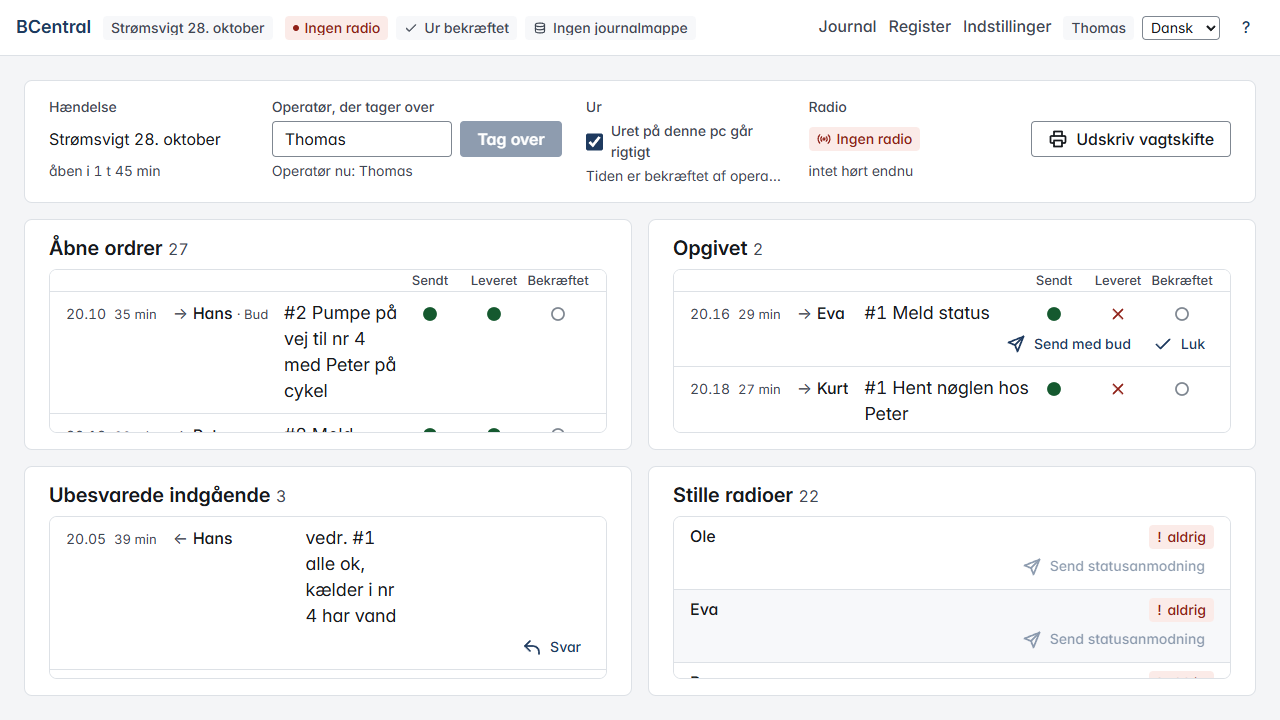 BCentral Strømsvigt 28. oktober Ingen radio Ur bekræftet Ingen journalmappe Journal Register Indstillinger Thomas Dansk ?
Hændelse
Strømsvigt 28. oktober
åben i 1 t 45 min
Operatør, der tager over
Thomas Tag over
Operatør nu: Thomas
Ur
Uret på denne pc går
rigtigt
Tiden er bekræftet af opera...
Radio
Ingen radio
intet hørt endnu
Udskriv vagtskifte
Åbne ordrer 27
Sendt Leveret Bekræftet
20.10 35 min → Hans · Bud #2 Pumpe på
vej til nr 4
med Peter på
cykel
Opgivet 2
Sendt Leveret Bekræftet
20.16 29 min → Eva #1 Meld status
Send med bud Luk
20.18 27 min → Kurt #1 Hent nøglen hos
Peter
Ubesvarede indgående 3
20.05 39 min ← Hans vedr. #1
alle ok,
kælder i nr
4 har vand
Svar
Stille radioer 22
Ole ! aldrig
Send statusanmodning
Eva ! aldrig
Send statusanmodning